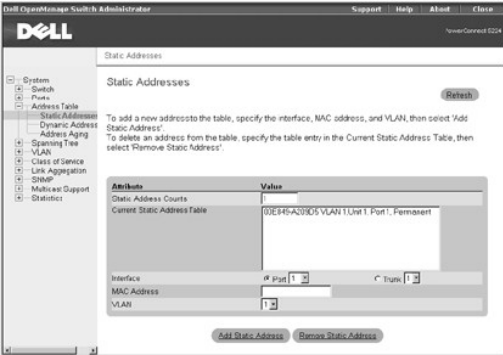 Dell OpenManage Switch Administrator
Support Help About Close
DELL
PowerConnect 5224
Static Addresses
System
Switch
Ports
Address Table
Static Addresses
Dynamic Address
Address Aging
Spanning Tree
VLAN
Class of Service
Link Aggregation
SNMP
Multicast Support
Statistics
Static Addresses
Refresh
To add a new address to the table, specify the interface, MAC address, and VLAN, then select 'Add
Static Address'.
To delete an address from the table, specify the table entry in the Current Static Address Table, then
select 'Remove Static Address'.
Attribute Value
Static Address Counts 1
Current Static Address Table
VLAN 1,Unit 1, Port 1, Permanent
Interface Port 1 Trunk 1
MAC Address
VLAN 1
Add Static Address Remove Static Address